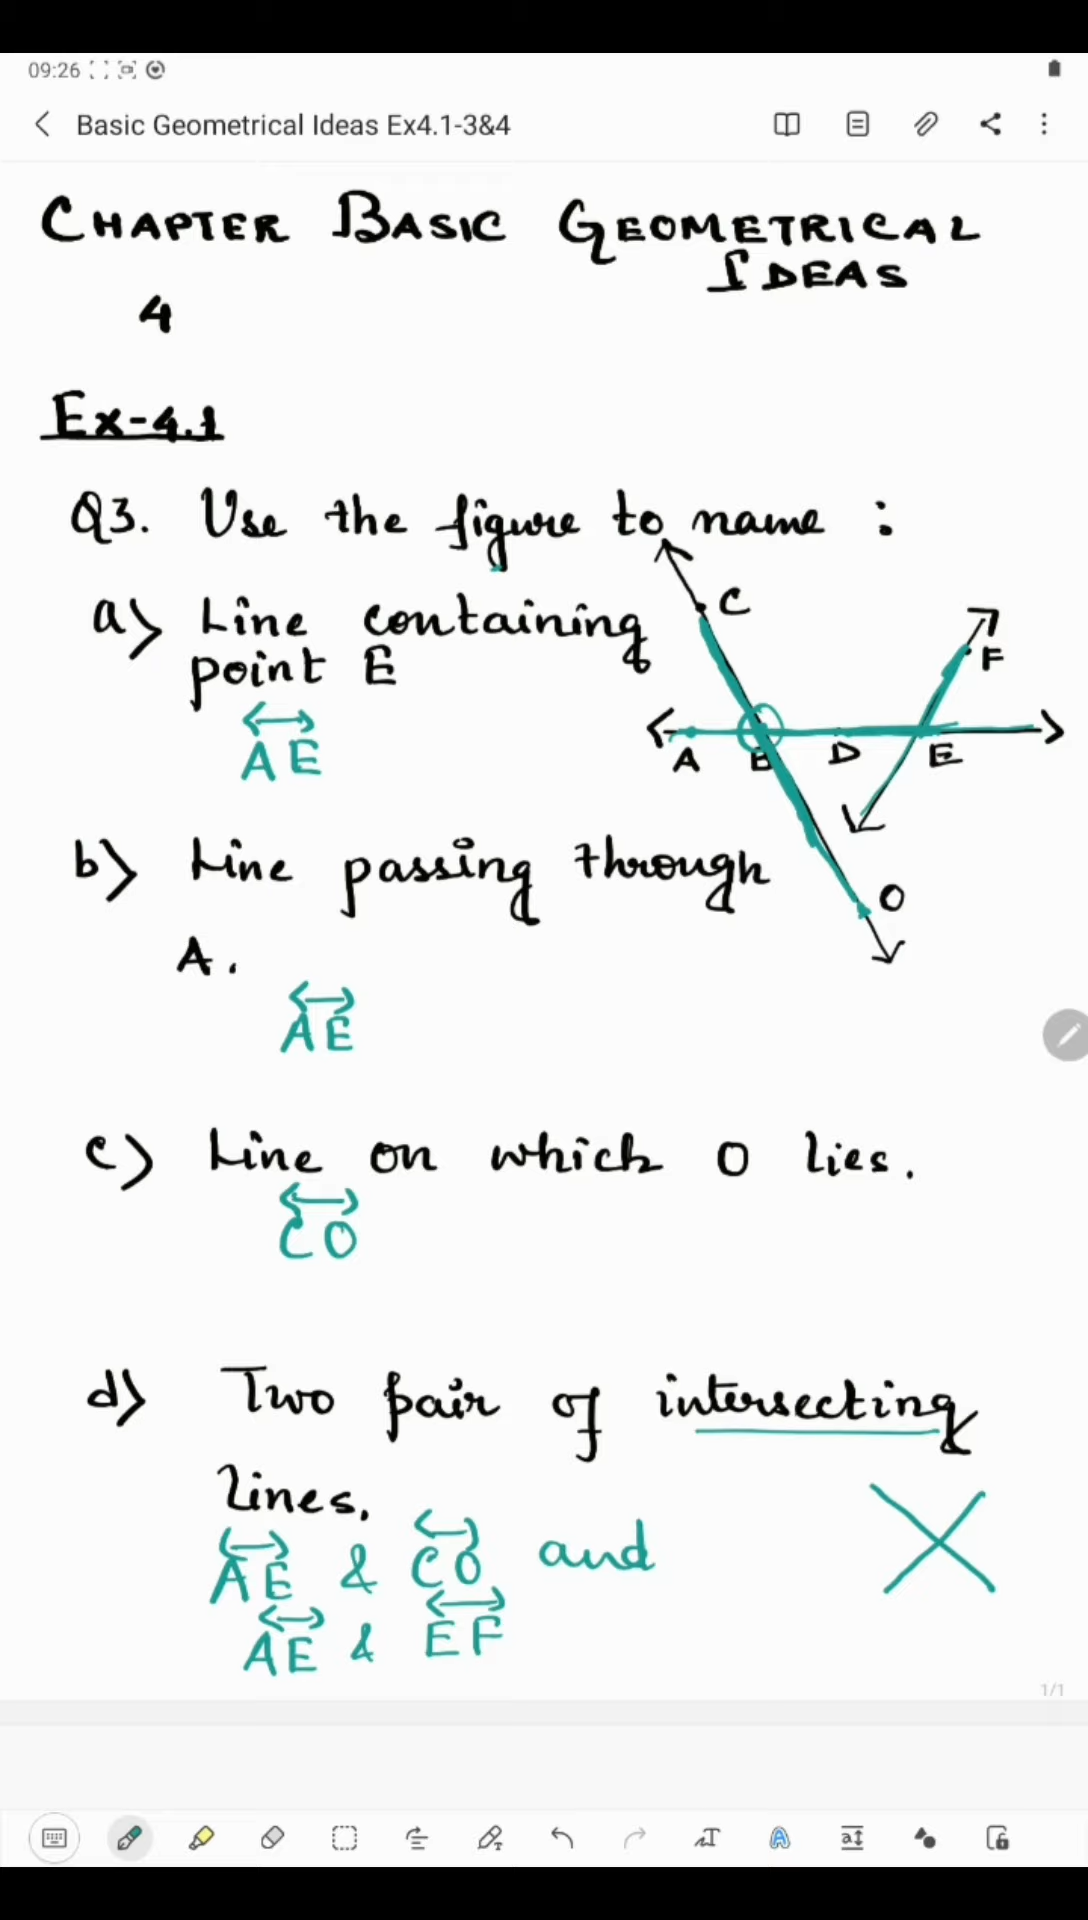 09:26
Basic Geometrical Ideas Ex4.1-3&4
CHAPTER BASIC GEOMETRICAL
IDEAS
4
Ex-4.1
Q3. Use the figure to name :
a) Line containing
point E
AE
C
F
A B D E
O
b) Line passing through
A.
AE
c) Line on which O lies.
CO
d) Two pair of intersecting
lines.
AE & CO and
AE & EF
1/1